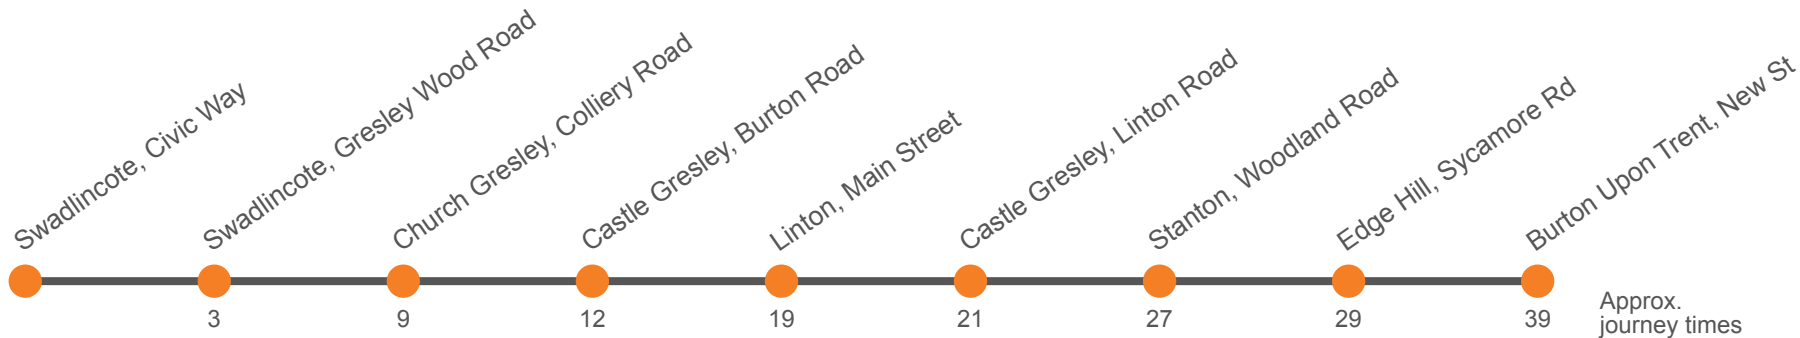 Swadlincote, Civic Way
Swadlincote, Gresley Wood Road
Church Gresley, Colliery Road
Castle Gresley, Burton Road
Linton, Main Street
Castle Gresley, Linton Road
Stanton, Woodland Road
Edge Hill, Sycamore Rd
Burton Upon Trent, New St
3
9
12
19
21
27
29
39
Approx.
journey times